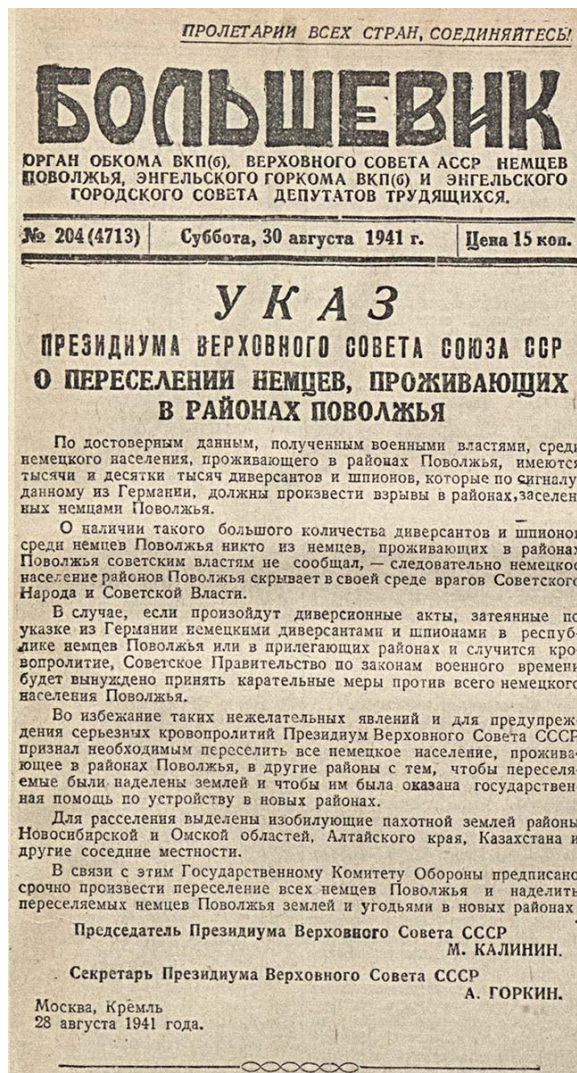 ПРОЛЕТАРИИ ВСЕХ СТРАН, СОЕДИНЯЙТЕСЬ!
БОЛЬШЕВИК
ОРГАН ОБКОМА ВКП(б), ВЕРХОВНОГО СОВЕТА АССР НЕМЦЕВ
ПОВОЛЖЬЯ, ЭНГЕЛЬСКОГО ГОРКОМА ВКП(б) И ЭНГЕЛЬСКОГО
ГОРОДСКОГО СОВЕТА ДЕПУТАТОВ ТРУДЯЩИХСЯ.
№ 204 (4713) Суббота, 30 августа 1941 г. Цена 15 коп.
УКАЗ
ПРЕЗИДИУМА ВЕРХОВНОГО СОВЕТА СОЮЗА ССР
О ПЕРЕСЕЛЕНИИ НЕМЦЕВ, ПРОЖИВАЮЩИХ
В РАЙОНАХ ПОВОЛЖЬЯ
По достоверным данным, полученным военными властями, среди
немецкого населения, проживающего в районах Поволжья, имеются
тысячи и десятки тысяч диверсантов и шпионов, которые по сигналу,
данному из Германии, должны произвести взрывы в районах, заселен
ных немцами Поволжья.
О наличии такого большого количества диверсантов и шпионов
среди немцев Поволжья никто из немцев, проживающих в районах
Поволжья советским властям не сообщал, — следовательно немецкое
население районов Поволжья скрывает в своей среде врагов Советского
Народа и Советской Власти.
В случае, если произойдут диверсионные акты, затеянные по
указке из Германии немецкими диверсантами и шпионами в респуб-
лике немцев Поволжья или в прилегающих районах и случится кро-
вопролитие, Советское Правительство по законам военного времени
будет вынуждено принять карательные меры против всего немецкого
населения Поволжья.
Во избежание таких нежелательных явлений и для предупреж-
дения серьезных кровопролитий Президиум Верховного Совета СССР
признал необходимым переселить все немецкое население, прожива-
ющее в районах Поволжья, в другие районы с тем, чтобы переселя-
емые были наделены землей и чтобы им была оказана государствен
ная помощь по устройству в новых районах.
Для расселения выделены изобилующие пахотной землей районы
Новосибирской и Омской областей, Алтайского края, Казахстана и
другие соседние местности.
В связи с этим Государственному Комитету Обороны предписано
срочно произвести переселение всех немцев Поволжья и наделить
переселяемых немцев Поволжья землей и угодьями в новых районах
Председатель Президиума Верховного Совета СССР
М. КАЛИНИН.
Секретарь Президиума Верховного Совета СССР
А. ГОРКИН.
Москва, Кремль
28 августа 1941 года.